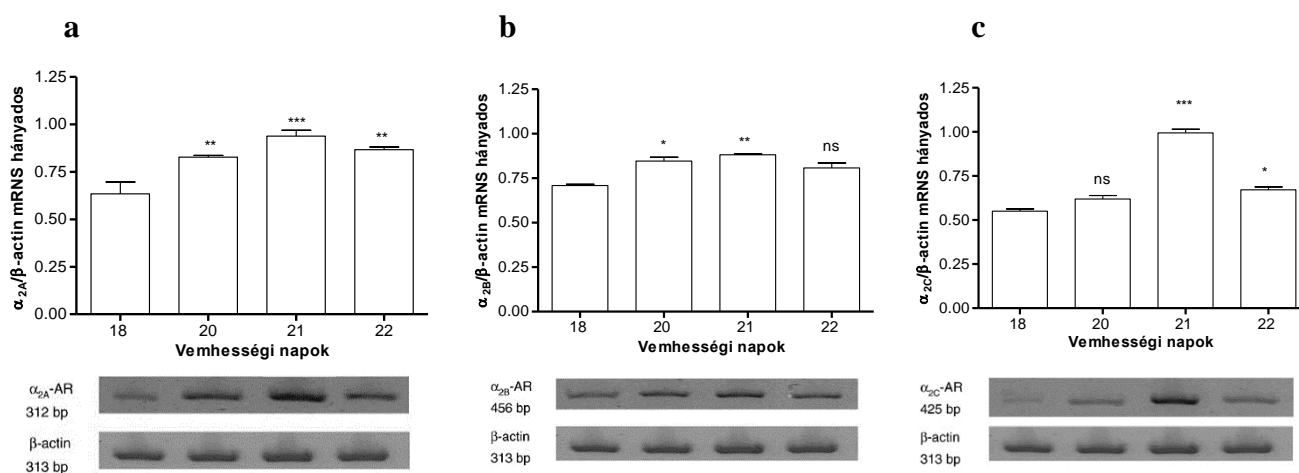 a
α2A/β-actin mRNS hányados
1.25
1.00
0.75
0.50
0.25
0.00
**
***
**
18 20 21 22
Vemhességi napok
α2A-AR
312 bp
β-actin
313 bp
b
α2B/β-actin mRNS hányados
1.25
1.00
0.75
0.50
0.25
0.00
*
**
ns
18 20 21 22
Vemhességi napok
α2B-AR
456 bp
β-actin
313 bp
c
α2C/β-actin mRNS hányados
1.25
1.00
0.75
0.50
0.25
0.00
ns
***
*
18 20 21 22
Vemhességi napok
α2C-AR
425 bp
β-actin
313 bp